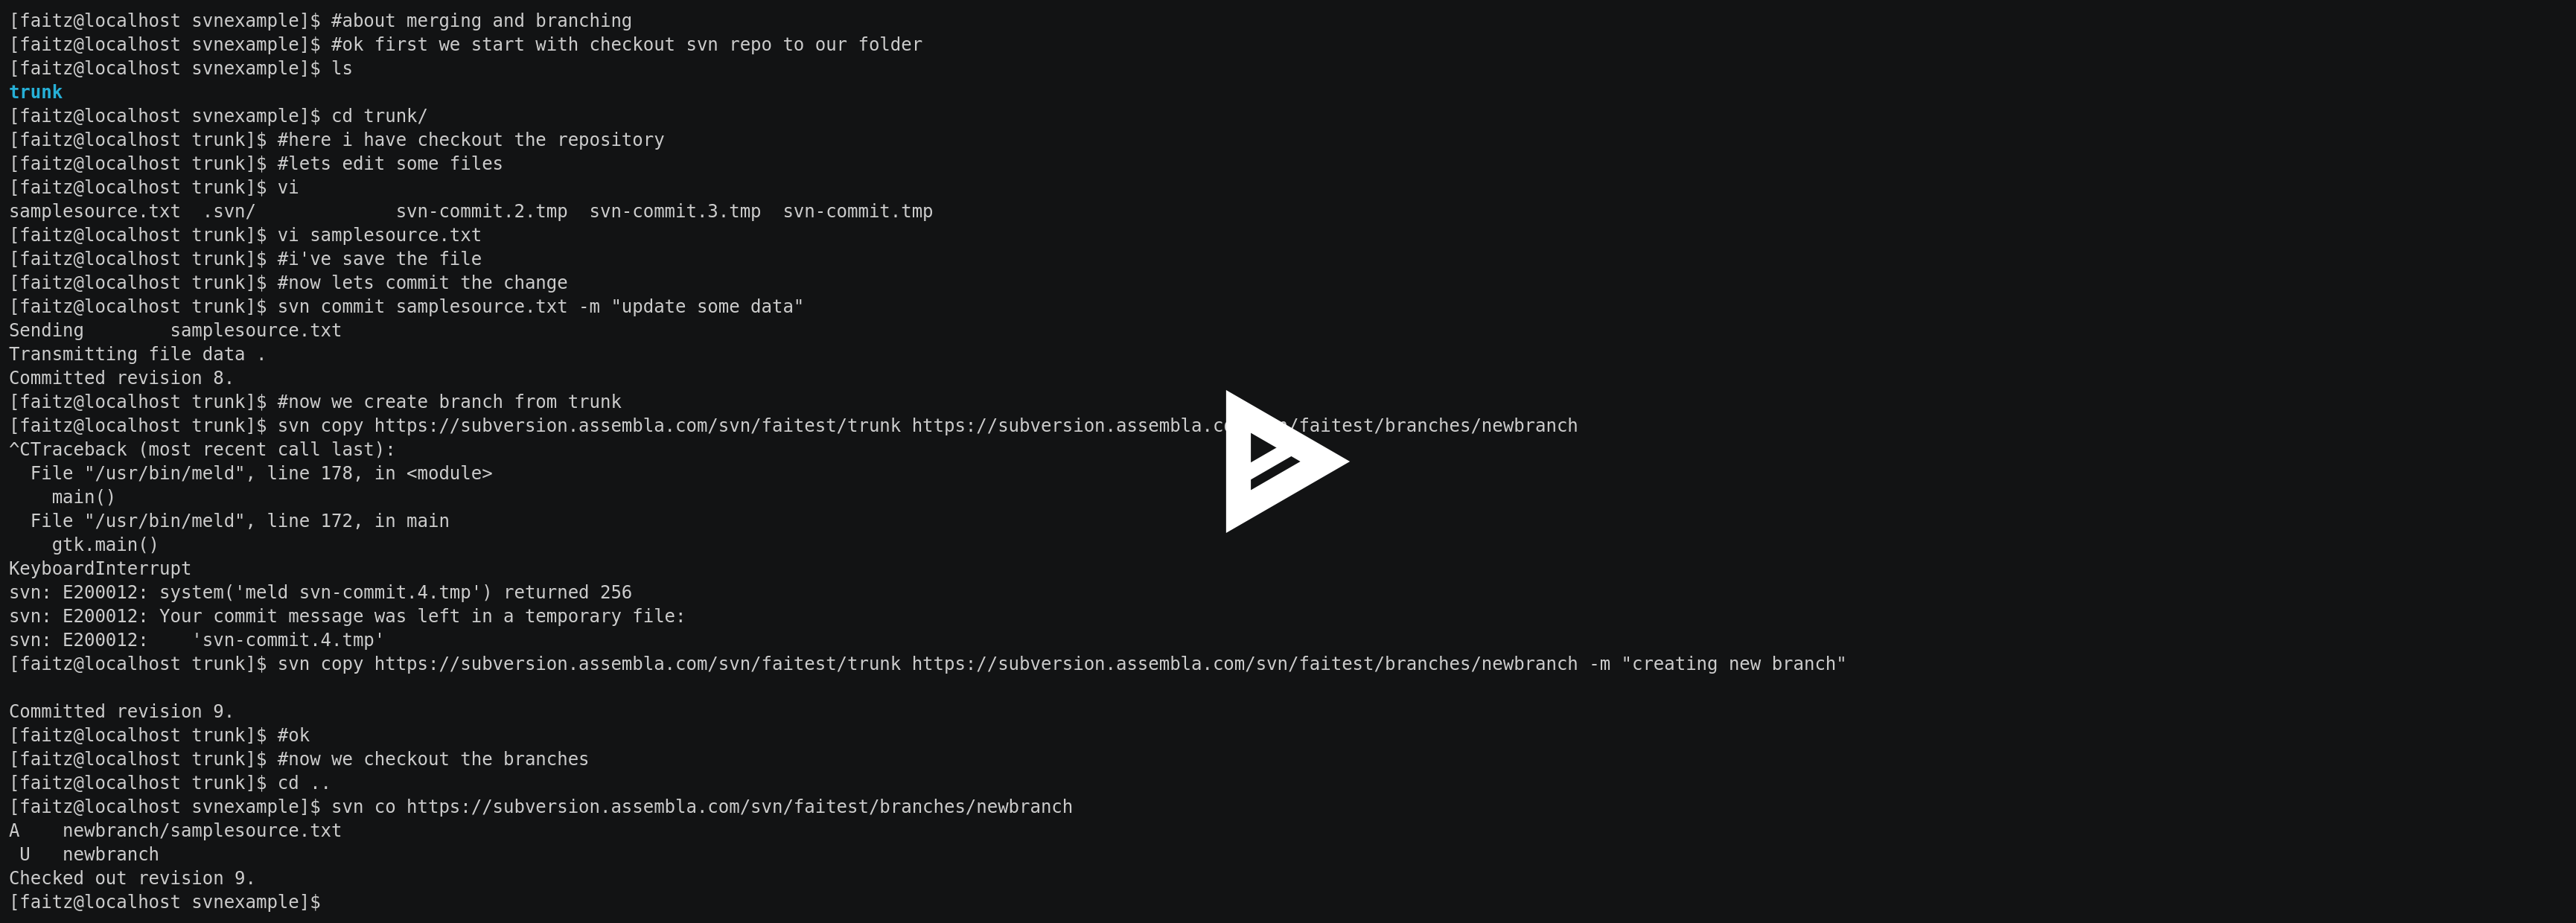 [faitz@localhost svnexample]$ #about merging and branching
[faitz@localhost svnexample]$ #ok first we start with checkout svn repo to our folder
[faitz@localhost svnexample]$ ls
trunk
[faitz@localhost svnexample]$ cd trunk/
[faitz@localhost trunk]$ #here i have checkout the repository
[faitz@localhost trunk]$ #lets edit some files
[faitz@localhost trunk]$ vi
samplesource.txt  .svn/             svn-commit.2.tmp  svn-commit.3.tmp  svn-commit.tmp
[faitz@localhost trunk]$ vi samplesource.txt
[faitz@localhost trunk]$ #i've save the file
[faitz@localhost trunk]$ #now lets commit the change
[faitz@localhost trunk]$ svn commit samplesource.txt -m "update some data"
Sending        samplesource.txt
Transmitting file data .
Committed revision 8.
[faitz@localhost trunk]$ #now we create branch from trunk
[faitz@localhost trunk]$ svn copy https://subversion.assembla.com/svn/faitest/trunk https://subversion.assembla.c /faitest/branches/newbranch
^CTraceback (most recent call last):
  File "/usr/bin/meld", line 178, in <module>
    main()
  File "/usr/bin/meld", line 172, in main
    gtk.main()
KeyboardInterrupt
svn: E200012: system('meld svn-commit.4.tmp') returned 256
svn: E200012: Your commit message was left in a temporary file:
svn: E200012:    'svn-commit.4.tmp'
[faitz@localhost trunk]$ svn copy https://subversion.assembla.com/svn/faitest/trunk https://subversion.assembla.com/svn/faitest/branches/newbranch -m "creating new branch"

Committed revision 9.
[faitz@localhost trunk]$ #ok
[faitz@localhost trunk]$ #now we checkout the branches
[faitz@localhost trunk]$ cd ..
[faitz@localhost svnexample]$ svn co https://subversion.assembla.com/svn/faitest/branches/newbranch
A    newbranch/samplesource.txt
 U   newbranch
Checked out revision 9.
[faitz@localhost svnexample]$